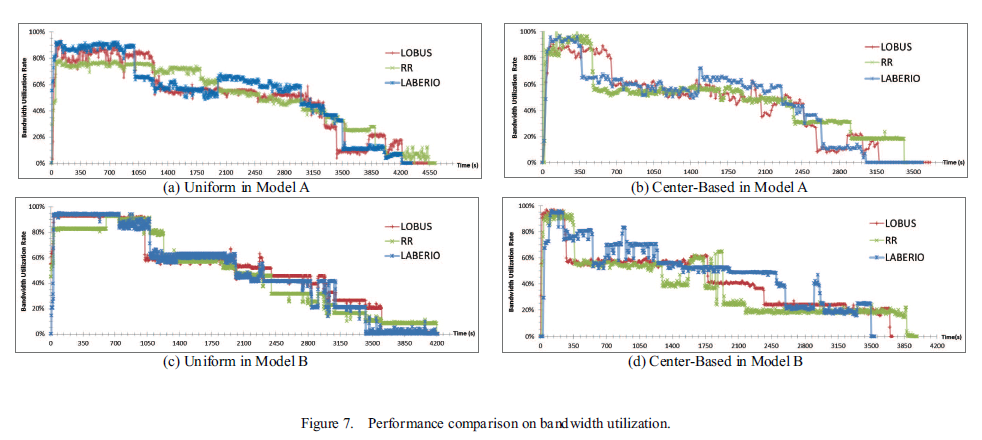 100%
80%
60%
40%
20%
0%
Bandwidth Utilization Rate
LOBUS
RR
LABERIO
0 350 700 1050 1400 1750 2100 2450 2800 3150 3500 3850 4200 4550
Time (s)
(a) Uniform in Model A
100%
80%
60%
40%
20%
0%
Bandwidth Utilization Rate
LOBUS
RR
LABERIO
0 350 700 1050 1400 1750 2100 2450 2800 3150 3500
Time (s)
(b) Center-Based in Model A
100%
80%
60%
40%
20%
0%
Bandwidth Utilization Rate
LOBUS
RR
LABERIO
0 350 700 1050 1400 1750 2100 2450 2800 3150 3500 3850 4200
Time (s)
(c) Uniform in Model B
100%
80%
60%
40%
20%
0%
Bandwidth Utilization Rate
LOBUS
RR
LABERIO
0 350 700 1050 1400 1750 2100 2450 2800 3150 3500 3850 4200
Time(s)
(d) Center-Based in Model B
Figure 7. Performance comparison on bandwidth utilization.